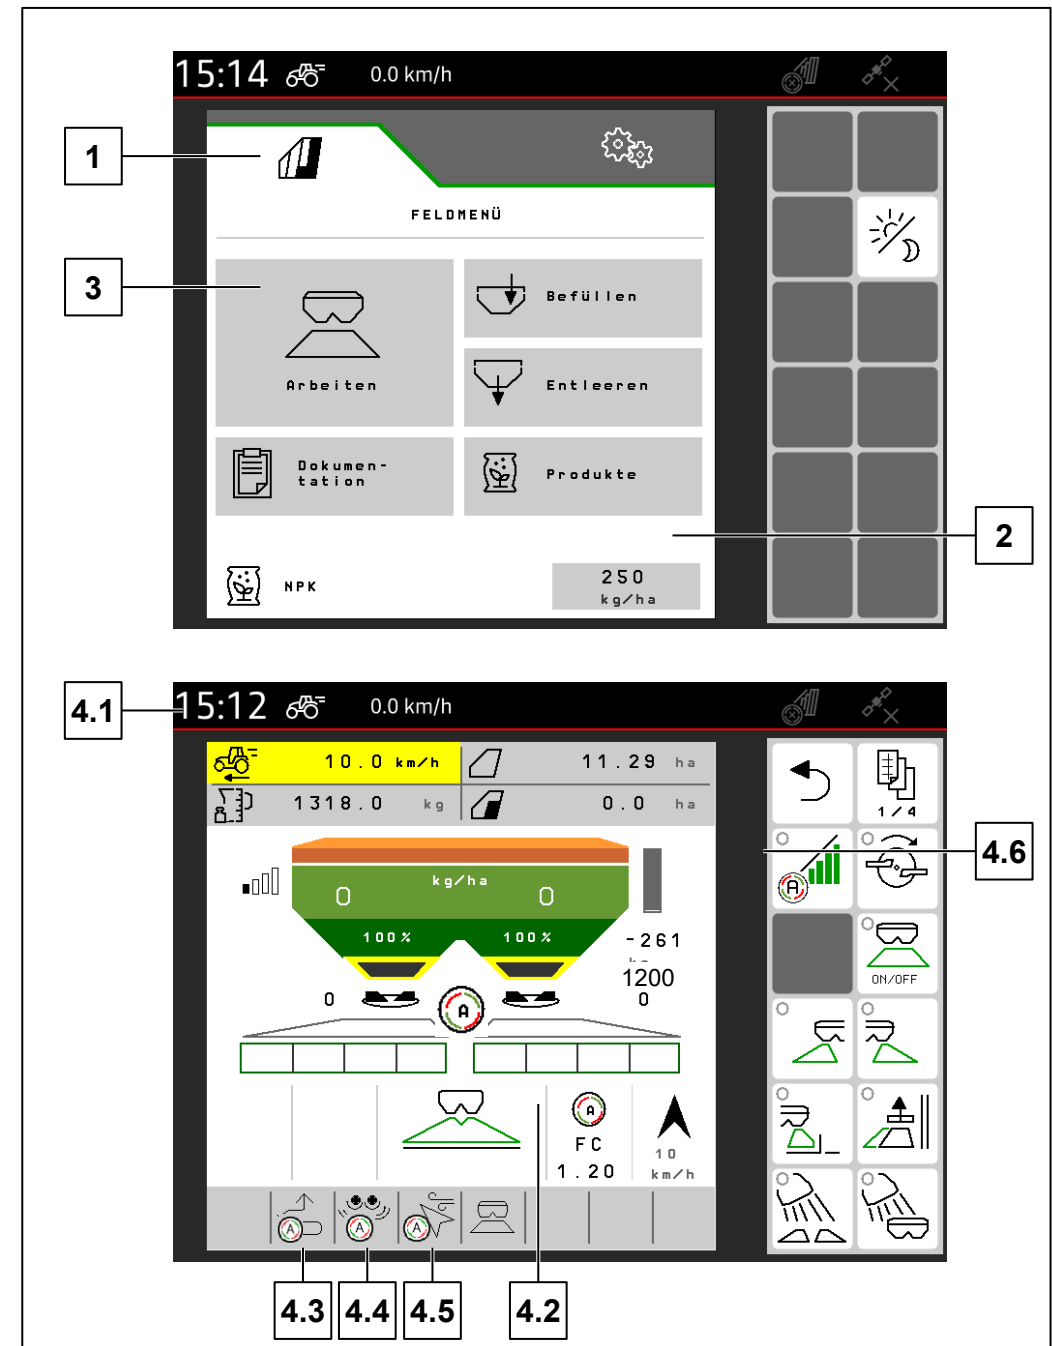 15:14 0.0 km/h
1
FELDMENÜ
3
Befüllen
Arbeiten
Entleeren
Dokumen-
tation
Produkte
2
NPK
250
kg/ha
4.1
15:12 0.0 km/h
10.0 km/h 11.29 ha
1318.0 kg 0.0 ha
1/4
4.6
kg/ha
0 0
A
100% 100%
-261
1200
ON/OFF
0 0
A
A
FC
1.20
10
km/h
A A A
4.3 4.4 4.5 4.2